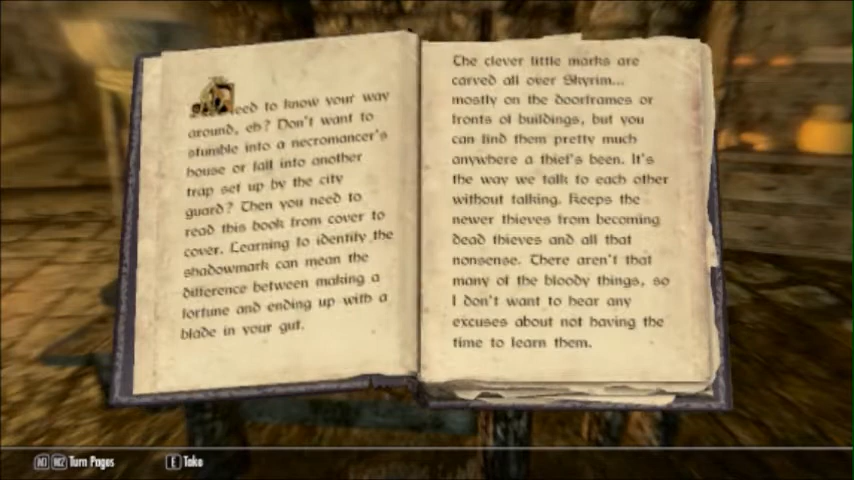 Need to know your way
around, eh? Don't want to
stumble into a necromancer's
house or fall into another
trap set up by the city
guard? Then you need to
read this book from cover to
cover. Learning to identify the
shadowmark can mean the
difference between making a
fortune and ending up with a
blade in your gut.
The clever little marks are
carved all over Skyrim...
mostly on the doorframes or
fronts of buildings, but you
can find them pretty much
anywhere a thief's been. It's
the way we talk to each other
without talking. Keeps the
newer thieves from becoming
dead thieves and all that
nonsense. There aren't that
many of the bloody things, so
I don't want to hear any
excuses about not having the
time to learn them.
Turn Pages E Take